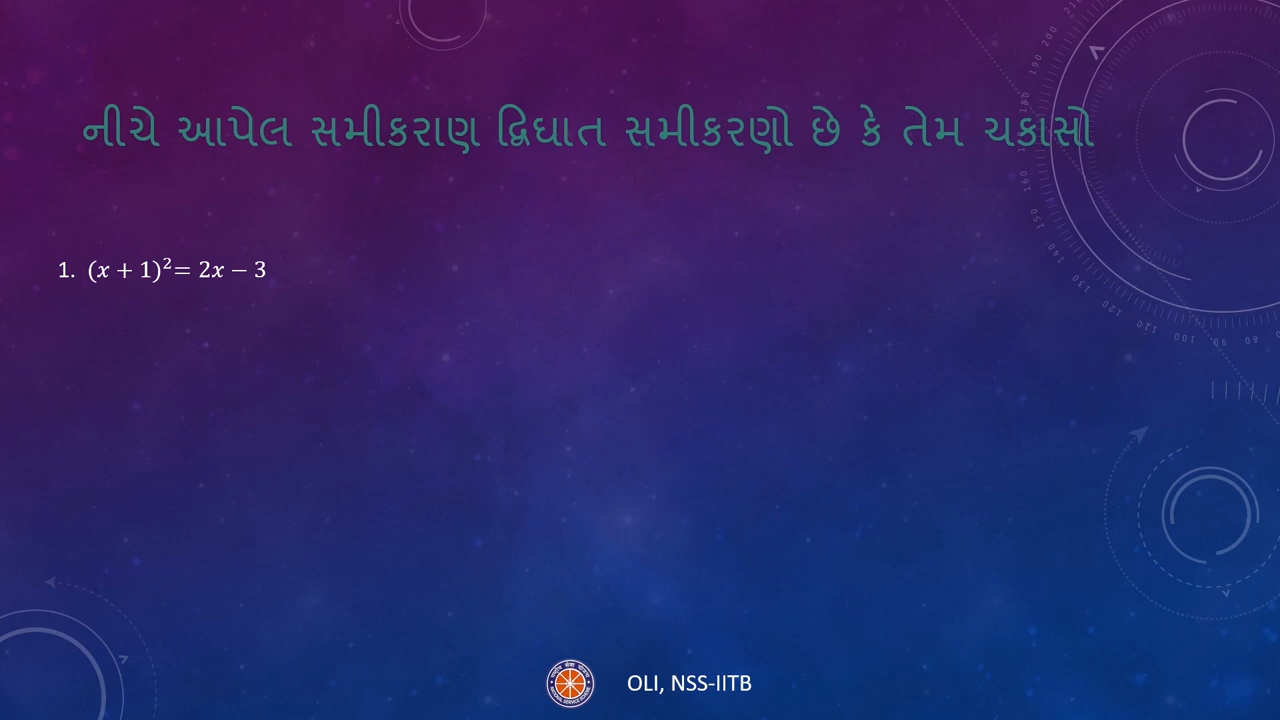 નીચે આપેલ સમીકરાણ દ્વિઘાત સમીકરણો છે કે તેમ ચકાસો
1. (x + 1)²= 2x − 3
OLI, NSS-IITB